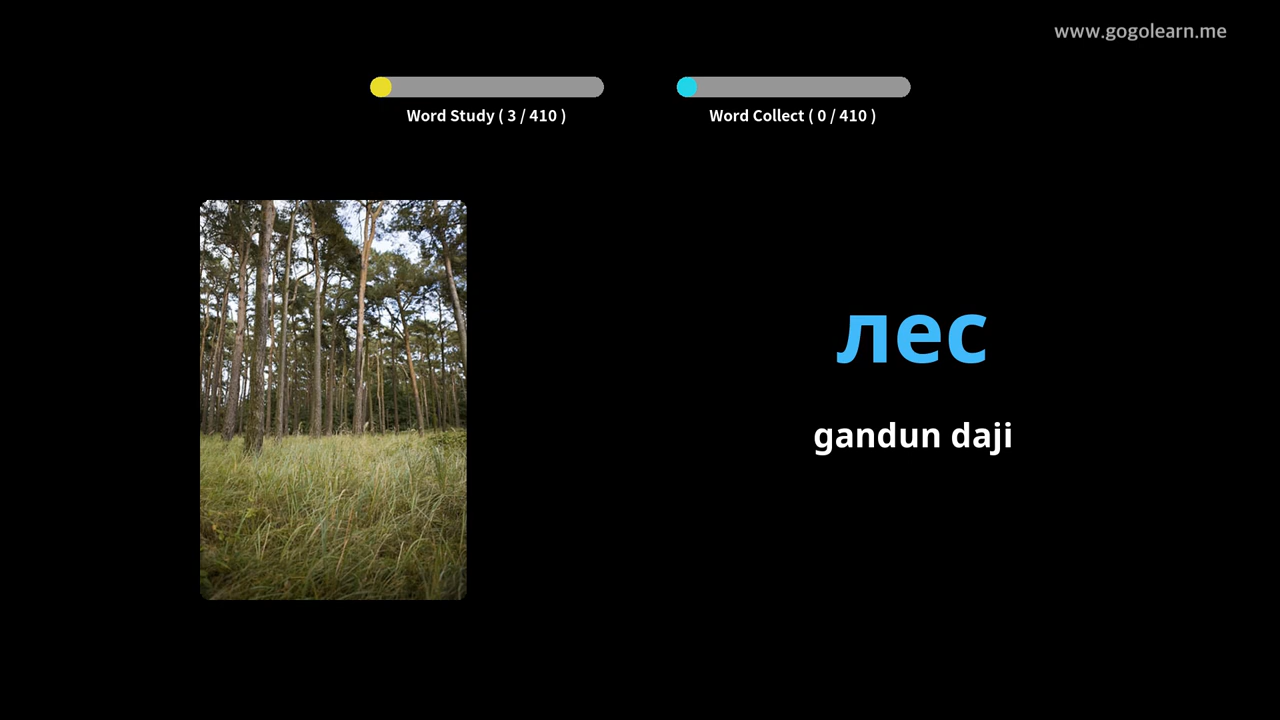 www.gogolearn.me
Word Study ( 3 / 410 )
Word Collect ( 0 / 410 )
лес
gandun daji